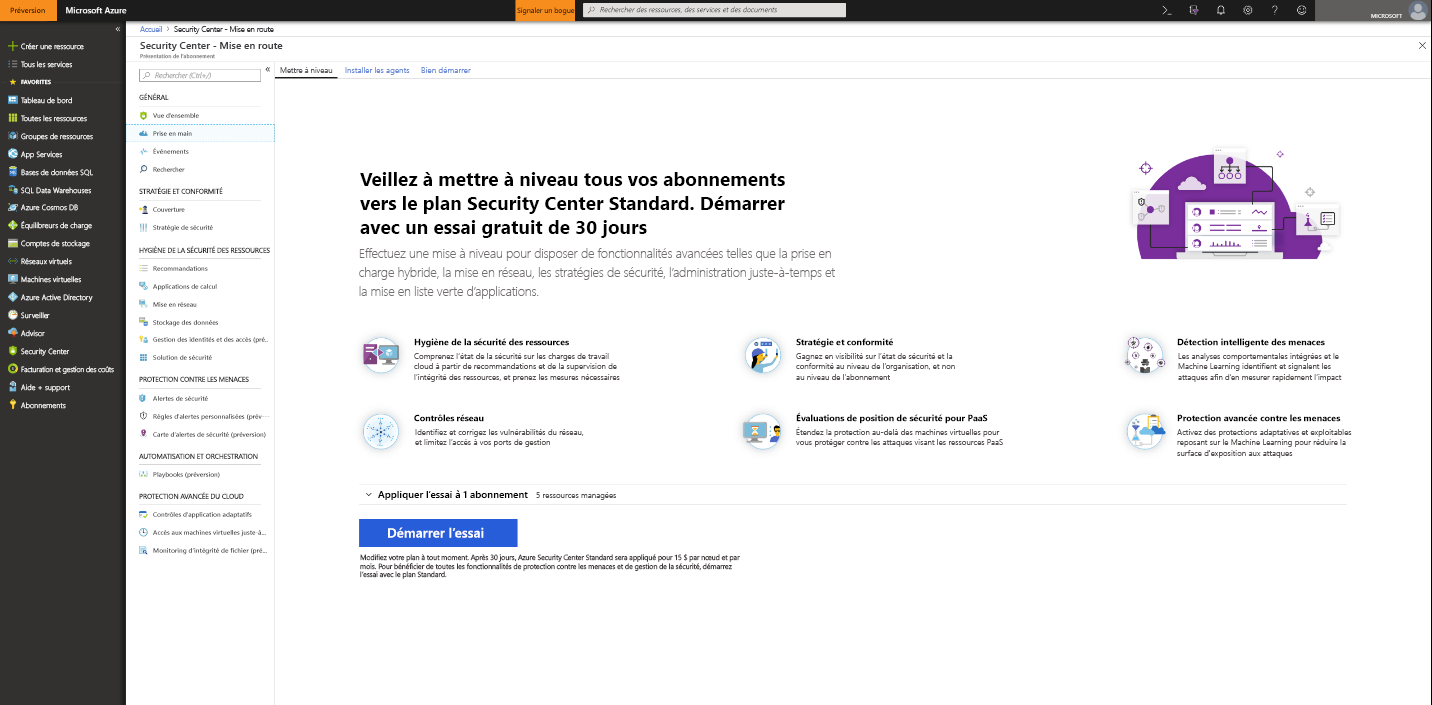 Préversion
Microsoft Azure
Signaler un bogue
Rechercher des ressources, des services et des documents
MICROSOFT
Créer une ressource
Tous les services
FAVORITES
Tableau de bord
Toutes les ressources
Groupes de ressources
App Services
Bases de données SQL
SQL Data Warehouses
Azure Cosmos DB
Équilibreurs de charge
Comptes de stockage
Réseaux virtuels
Machines virtuelles
Azure Active Directory
Surveiller
Advisor
Security Center
Facturation et gestion des coûts
Aide + support
Abonnements
Accueil > Security Center - Mise en route
Security Center - Mise en route
Présentation de l'abonnement
Rechercher (Ctrl+/)
GÉNÉRAL
Vue d'ensemble
Prise en main
Événements
Rechercher
STRATÉGIE ET CONFORMITÉ
Couverture
Stratégie de sécurité
HYGIÈNE DE LA SÉCURITÉ DES RESSOURCES
Recommandations
Applications de calcul
Mise en réseau
Stockage des données
Gestion des identités et des accès (pré...
Solution de sécurité
PROTECTION CONTRE LES MENACES
Alertes de sécurité
Règles d'alertes personnalisées (prév...
Carte d'alertes de sécurité (préversion)
AUTOMATISATION ET ORCHESTRATION
Playbooks (préversion)
PROTECTION AVANCÉE DU CLOUD
Contrôles d'application adaptatifs
Accès aux machines virtuelles juste-à...
Monitoring d'intégrité de fichier (pré...
Mettre à niveau
Installer les agents
Bien démarrer
Veillez à mettre à niveau tous vos abonnements
vers le plan Security Center Standard. Démarrer
avec un essai gratuit de 30 jours
Effectuez une mise à niveau pour disposer de fonctionnalités avancées telles que la prise en
charge hybride, la mise en réseau, les stratégies de sécurité, l'administration juste-à-temps et
la mise en liste verte d'applications.
Hygiène de la sécurité des ressources
Comprenez l'état de la sécurité sur les charges de travail
cloud à partir de recommandations et de la supervision de
l'intégrité des ressources, et prenez les mesures nécessaires
Stratégie et conformité
Gagnez en visibilité sur l'état de sécurité et la
conformité au niveau de l'organisation, et non
au niveau de l'abonnement
Détection intelligente des menaces
Les analyses comportementales intégrées et le
Machine Learning identifient et signalent les
attaques afin d'en mesurer rapidement l'impact
Contrôles réseau
Identifiez et corrigez les vulnérabilités du réseau,
et limitez l'accès à vos ports de gestion
Évaluations de position de sécurité pour PaaS
Étendez la protection au-delà des machines virtuelles pour
vous protéger contre les attaques visant les ressources PaaS
Protection avancée contre les menaces
Activez des protections adaptatives et exploitables
reposant sur le Machine Learning pour réduire la
surface d'exposition aux attaques
Appliquer l'essai à 1 abonnement 5 ressources managées
Démarrer l'essai
Modifiez votre plan à tout moment. Après 30 jours, Azure Security Center Standard sera appliqué pour 15 $ par nœud et par
mois. Pour bénéficier de toutes les fonctionnalités de protection contre les menaces et de gestion de la sécurité, démarrez
l'essai avec le plan Standard.